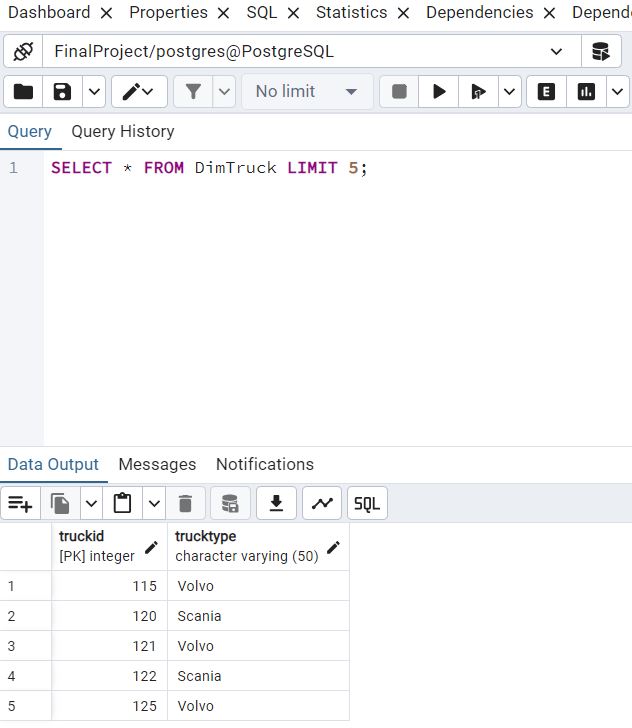 Dashboard Properties SQL Statistics Dependencies Depend
FinalProject/postgres@PostgreSQL
No limit E
Query Query History
1 SELECT * FROM DimTruck LIMIT 5;
Data Output Messages Notifications
SQL
truckid trucktype
[PK] integer character varying (50)
1 115 Volvo
2 120 Scania
3 121 Volvo
4 122 Scania
5 125 Volvo